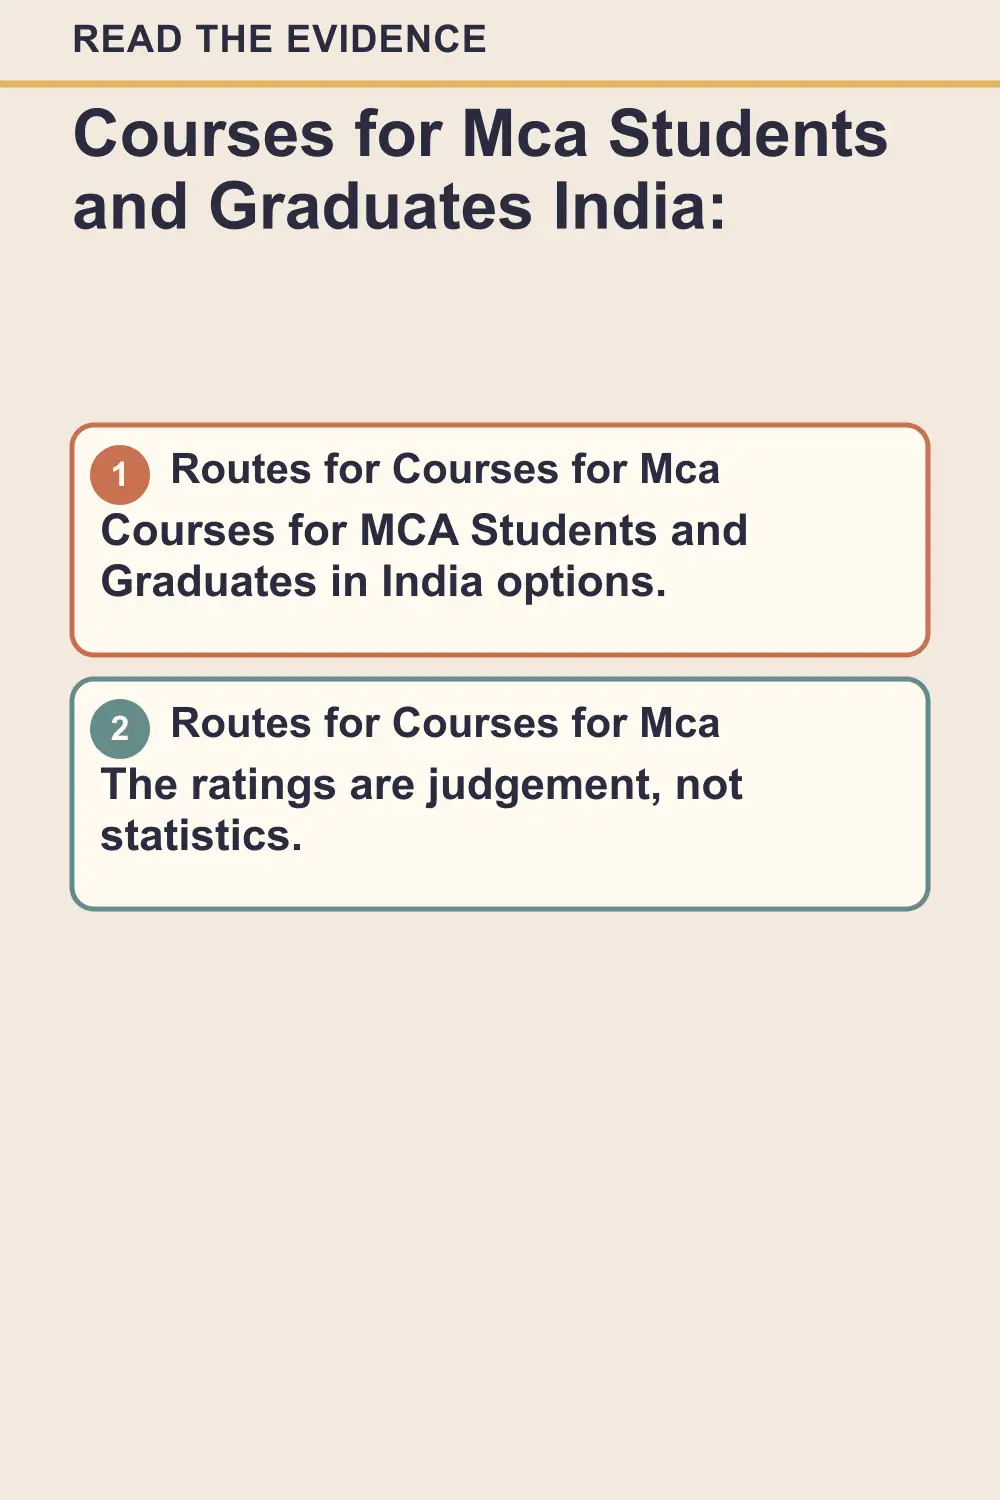 READ THE EVIDENCE
Courses for Mca Students
and Graduates India:
1 Routes for Courses for Mca
Courses for MCA Students and
Graduates in India options.
2 Routes for Courses for Mca
The ratings are judgement, not
statistics.